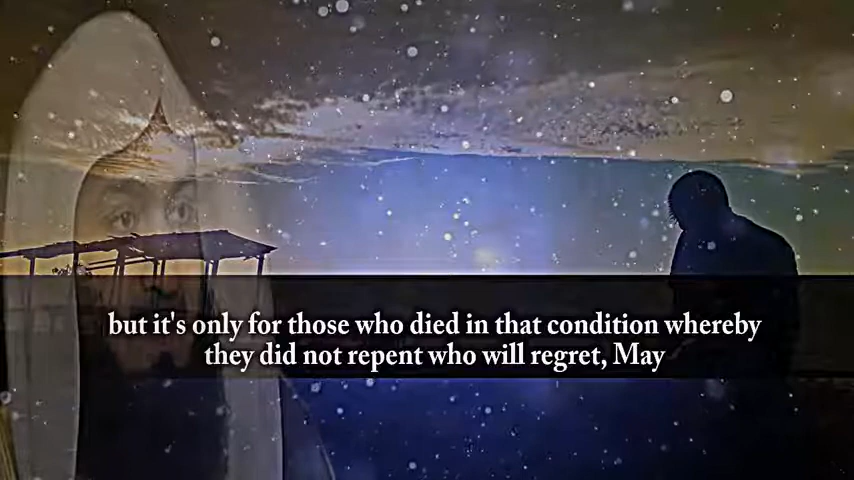 but it's only for those who died in that condition whereby
they did not repent who will regret, May